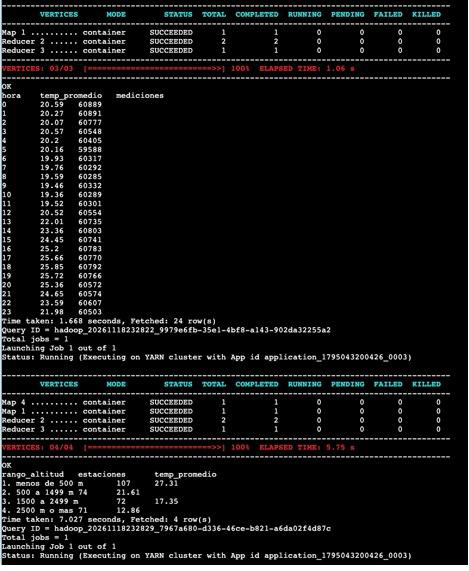 VERTICES MODE STATUS TOTAL COMPLETED RUNNING PENDING FAILED KILLED
Map 1 .......... container SUCCEEDED 1 1 0 0 0 0
Reducer 2 ...... container SUCCEEDED 2 2 0 0 0 0
Reducer 3 ...... container SUCCEEDED 1 1 0 0 0 0
VERTICES: 03/03 [==========================>>] 100% ELAPSED TIME: 1.06 s
OK
hora temp_promedio mediciones
0 20.59 60889
1 20.27 60891
2 20.07 60777
3 20.57 60548
4 20.2 60405
5 20.16 59588
6 19.93 60317
7 19.76 60292
8 19.59 60285
9 19.46 60332
10 19.36 60289
11 19.52 60301
12 20.52 60554
13 22.01 60735
14 23.36 60803
15 24.45 60741
16 25.2 60783
17 25.66 60770
18 25.85 60792
19 25.72 60766
20 25.36 60572
21 24.65 60574
22 23.59 60607
23 21.98 60503
Time taken: 1.668 seconds, Fetched: 24 row(s)
Query ID = hadoop_20261118232822_9979e6fb-35e1-4bf8-a143-902da32255a2
Launching Job 1 out of 1
Status: Running (Executing on YARN cluster with App id application_1795043200426_0003)
VERTICES MODE STATUS TOTAL COMPLETED RUNNING PENDING FAILED KILLED
Map 4 .......... container SUCCEEDED 1 1 0 0 0 0
Map 1 .......... container SUCCEEDED 1 1 0 0 0 0
Reducer 2 ...... container SUCCEEDED 2 2 0 0 0 0
Reducer 3 ...... container SUCCEEDED 1 1 0 0 0 0
VERTICES: 04/04 [==========================>>] 100% ELAPSED TIME: 5.75 s
OK
rango_altitud estaciones temp_promedio
1. menos de 500 m 107 27.31
2. 500 a 1499 m 74 21.61
3. 1500 a 2499 m 72 17.35
4. 2500 m o mas 71 12.86
Time taken: 7.027 seconds, Fetched: 4 row(s)
Query ID = hadoop_20261118232829_7967a680-d336-46ce-b821-a6da02f4d87c
Total jobs = 1
Launching Job 1 out of 1
Status: Running (Executing on YARN cluster with App id application_1795043200426_0003)